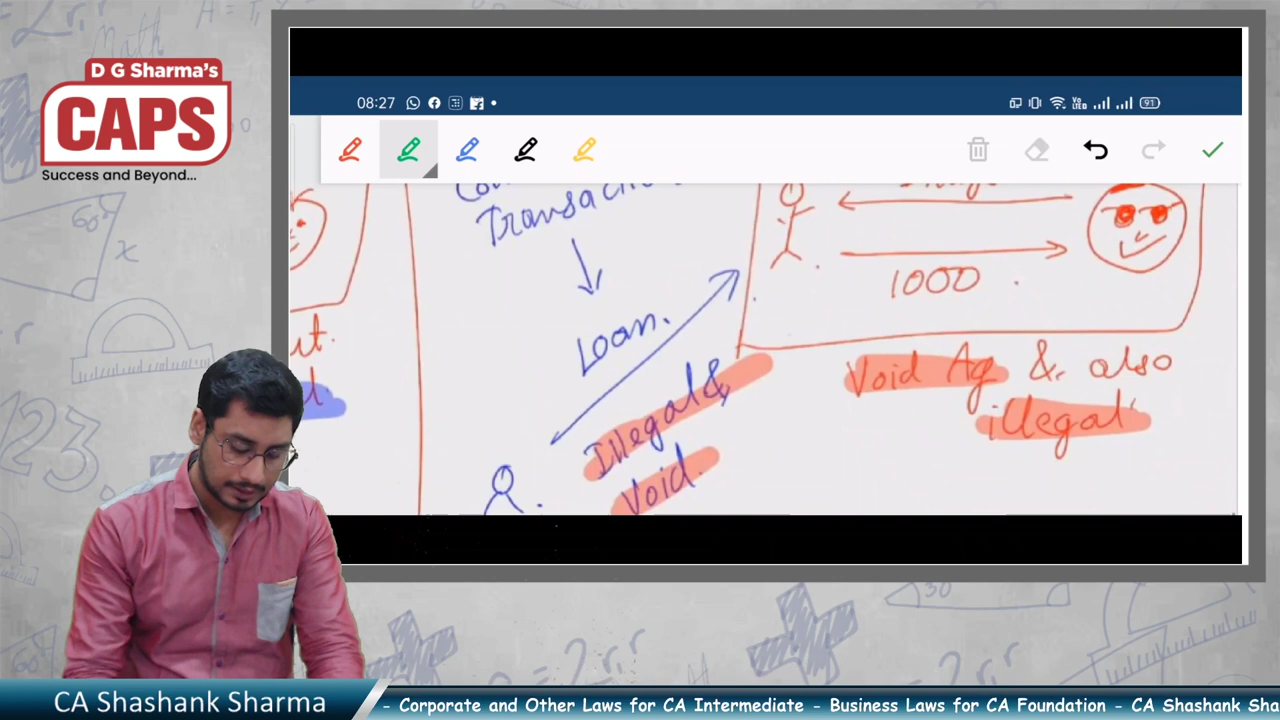 D G Sharma's
CAPS
Success and Beyond...
08:27
91
Transaction
Loan.
1000
Void Ag & also
illegal
Illegal &
Void.
CA Shashank Sharma
- Corporate and Other Laws for CA Intermediate - Business Laws for CA Foundation - CA Shashank Sha